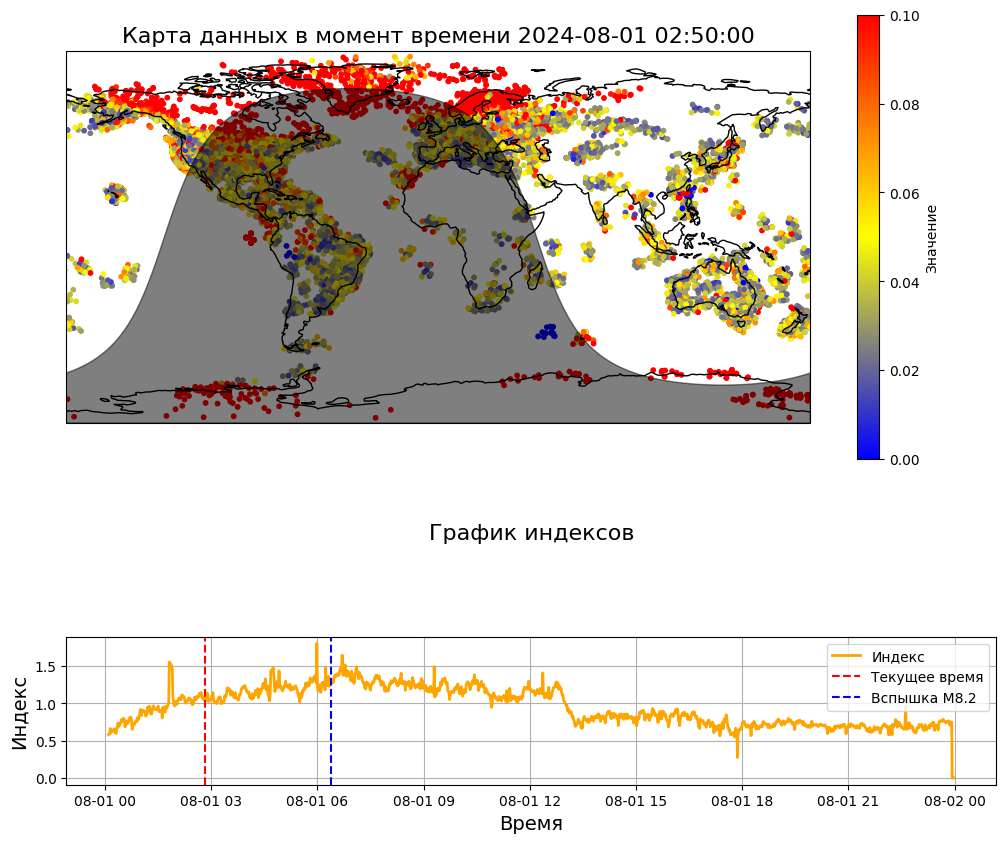 Карта данных в момент времени 2024-08-01 02:50:00
0.10
0.08
0.06
0.04
0.02
0.00
Значение
График индексов
Индекс
1.5
1.0
0.5
0.0
Индекс
Текущее время
Вспышка M8.2
08-01 00 08-01 03 08-01 06 08-01 09 08-01 12 08-01 15 08-01 18 08-01 21 08-02 00
Время